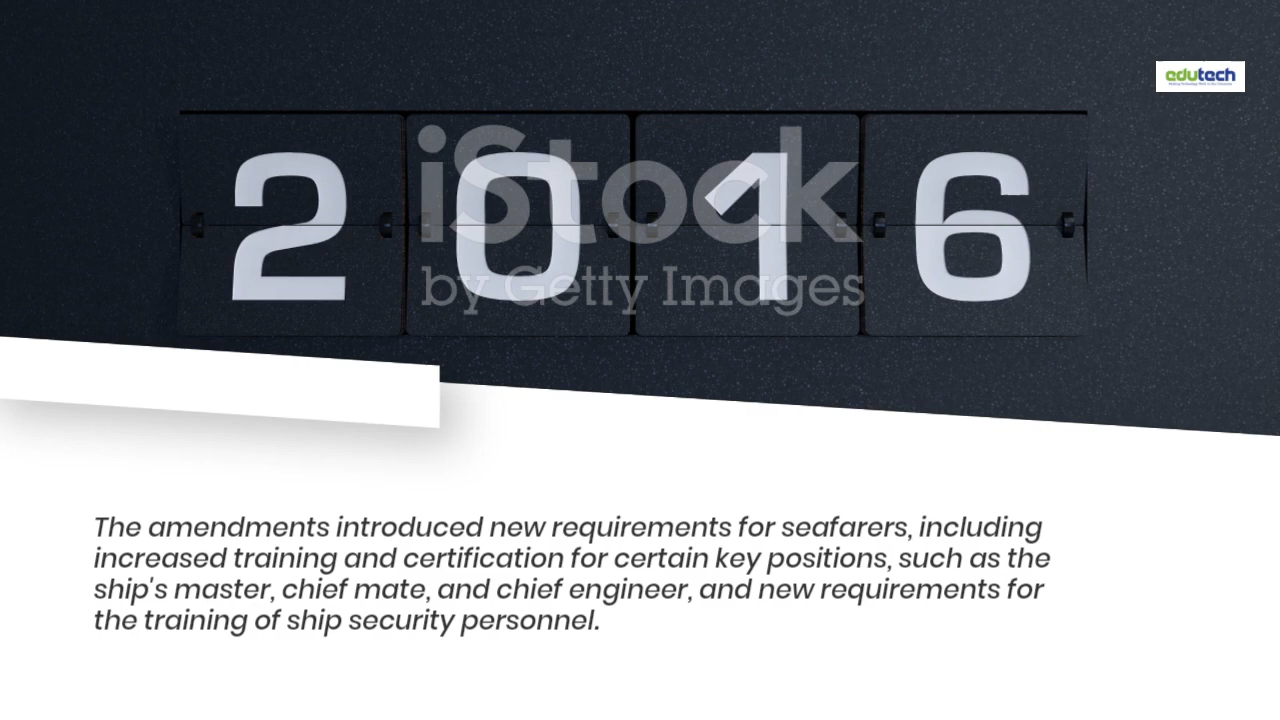 edutech
2016
iStock
by Getty Images
The amendments introduced new requirements for seafarers, including
increased training and certification for certain key positions, such as the
ship's master, chief mate, and chief engineer, and new requirements for
the training of ship security personnel.